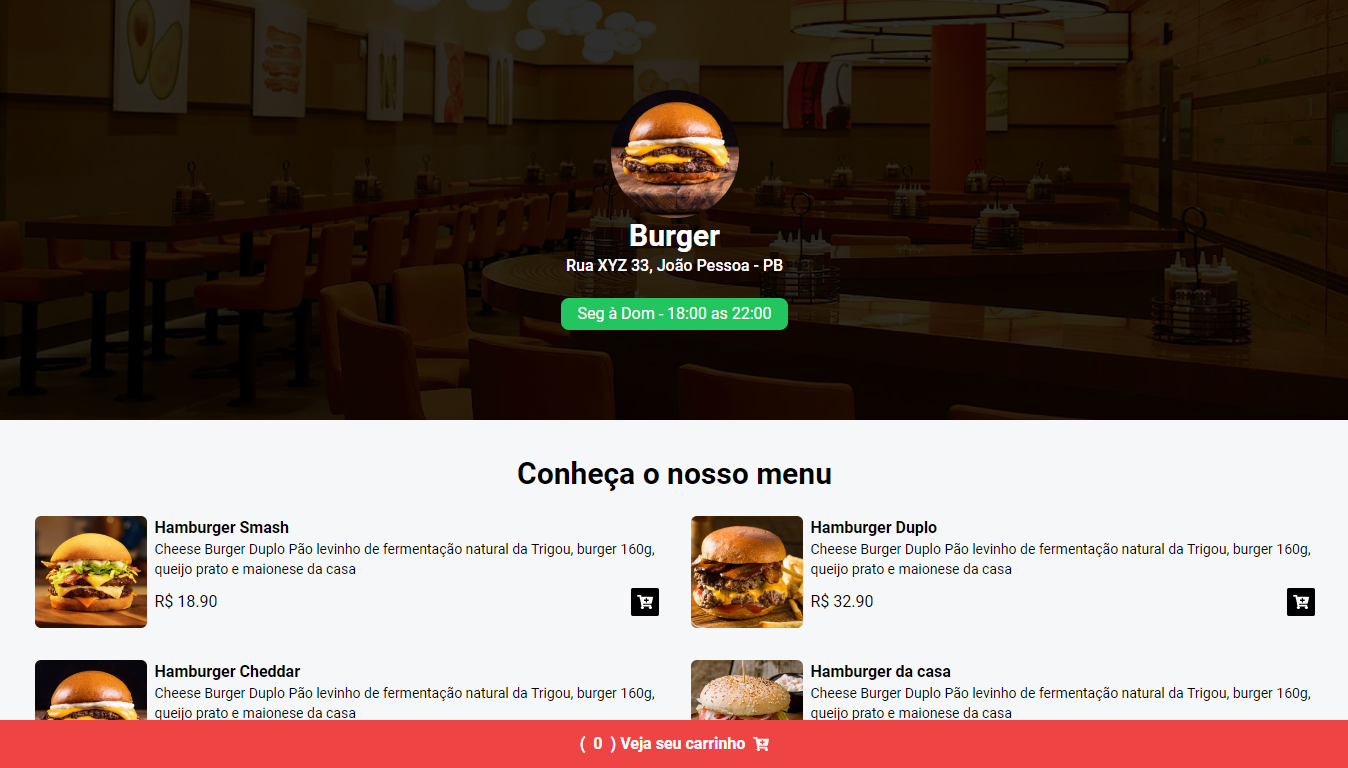 Burger
Rua XYZ 33, João Pessoa - PB
Seg à Dom - 18:00 as 22:00
Conheça o nosso menu
Hamburger Smash
Cheese Burger Duplo Pão levinho de fermentação natural da Trigou, burger 160g,
queijo prato e maionese da casa
R$ 18.90
Hamburger Duplo
Cheese Burger Duplo Pão levinho de fermentação natural da Trigou, burger 160g,
queijo prato e maionese da casa
R$ 32.90
Hamburger Cheddar
Cheese Burger Duplo Pão levinho de fermentação natural da Trigou, burger 160g,
queijo prato e maionese da casa
Hamburger da casa
Cheese Burger Duplo Pão levinho de fermentação natural da Trigou, burger 160g,
queijo prato e maionese da casa
( 0 ) Veja seu carrinho